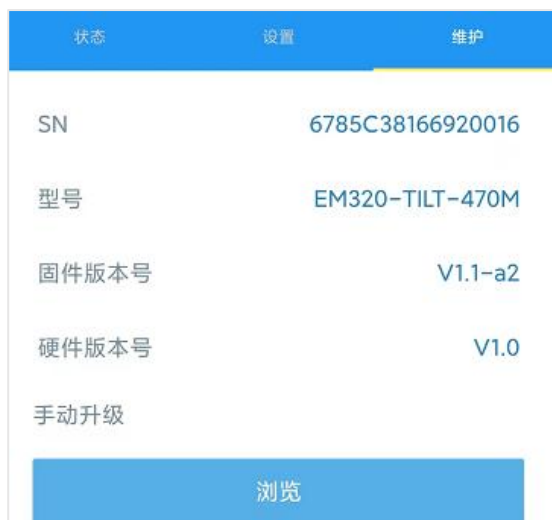 状态 设置 维护
SN 6785C38166920016
型号 EM320-TILT-470M
固件版本号 V1.1-a2
硬件版本号 V1.0
手动升级
浏览